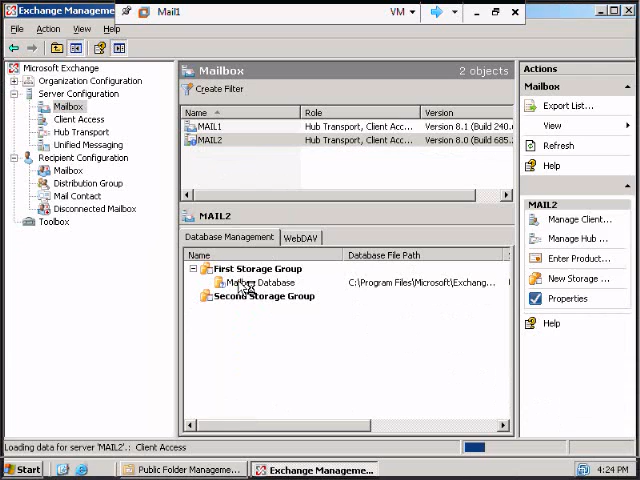 Exchange Manageme
Mail1
VM
File Action View Help
Microsoft Exchange
Organization Configuration
Server Configuration
Mailbox
Client Access
Hub Transport
Unified Messaging
Recipient Configuration
Mailbox
Distribution Group
Mail Contact
Disconnected Mailbox
Toolbox
Mailbox 2 objects
Create Filter
Name Role Version
MAIL1 Hub Transport, Client Acc... Version 8.1 (Build 240.
MAIL2 Hub Transport, Client Acc... Version 8.0 (Build 685.
MAIL2
Database Management WebDAV
Name Database File Path
First Storage Group
Mailbox Database C:\Program Files\Microsoft\Exchang...
Second Storage Group
Actions
Mailbox
Export List...
View
Refresh
Help
MAIL2
Manage Client...
Manage Hub ...
Enter Product...
New Storage ...
Properties
Help
Loading data for server 'MAIL2'.: Client Access
Start Public Folder Manageme... Exchange Manageme... 4:24 PM